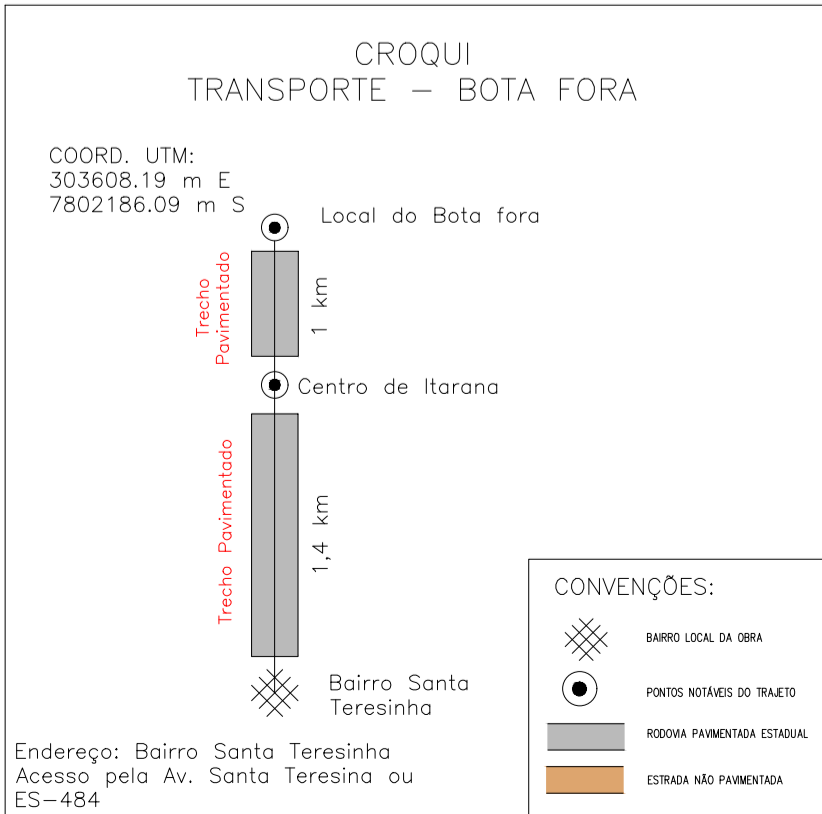 CROQUI
TRANSPORTE – BOTA FORA
COORD. UTM:
303608.19 m E
7802186.09 m S
Local do Bota fora
Trecho
Pavimentado
1 km
Centro de Itarana
Trecho Pavimentado
1,4 km
Bairro Santa
Teresinha
Endereço: Bairro Santa Teresinha
Acesso pela Av. Santa Teresina ou
ES–484
CONVENÇÕES:
BAIRRO LOCAL DA OBRA
PONTOS NOTÁVEIS DO TRAJETO
RODOVIA PAVIMENTADA ESTADUAL
ESTRADA NÃO PAVIMENTADA